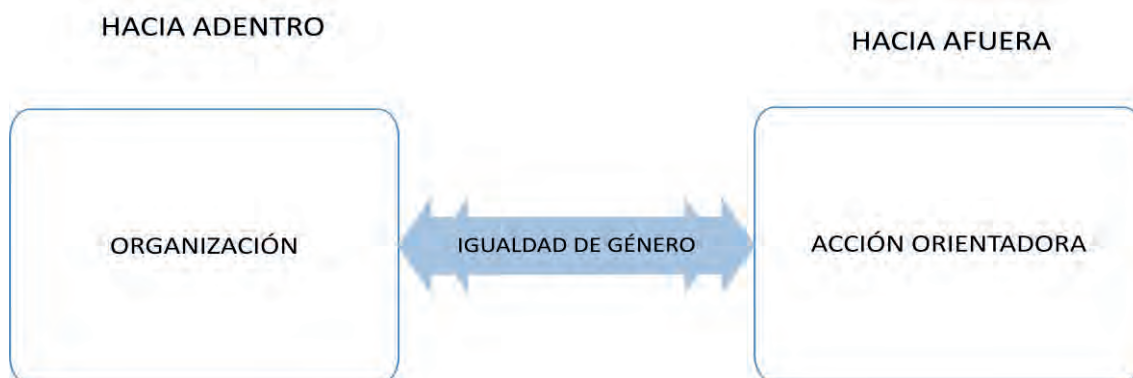 HACIA ADENTRO
HACIA AFUERA
ORGANIZACIÓN
IGUALDAD DE GÉNERO
ACCIÓN ORIENTADORA